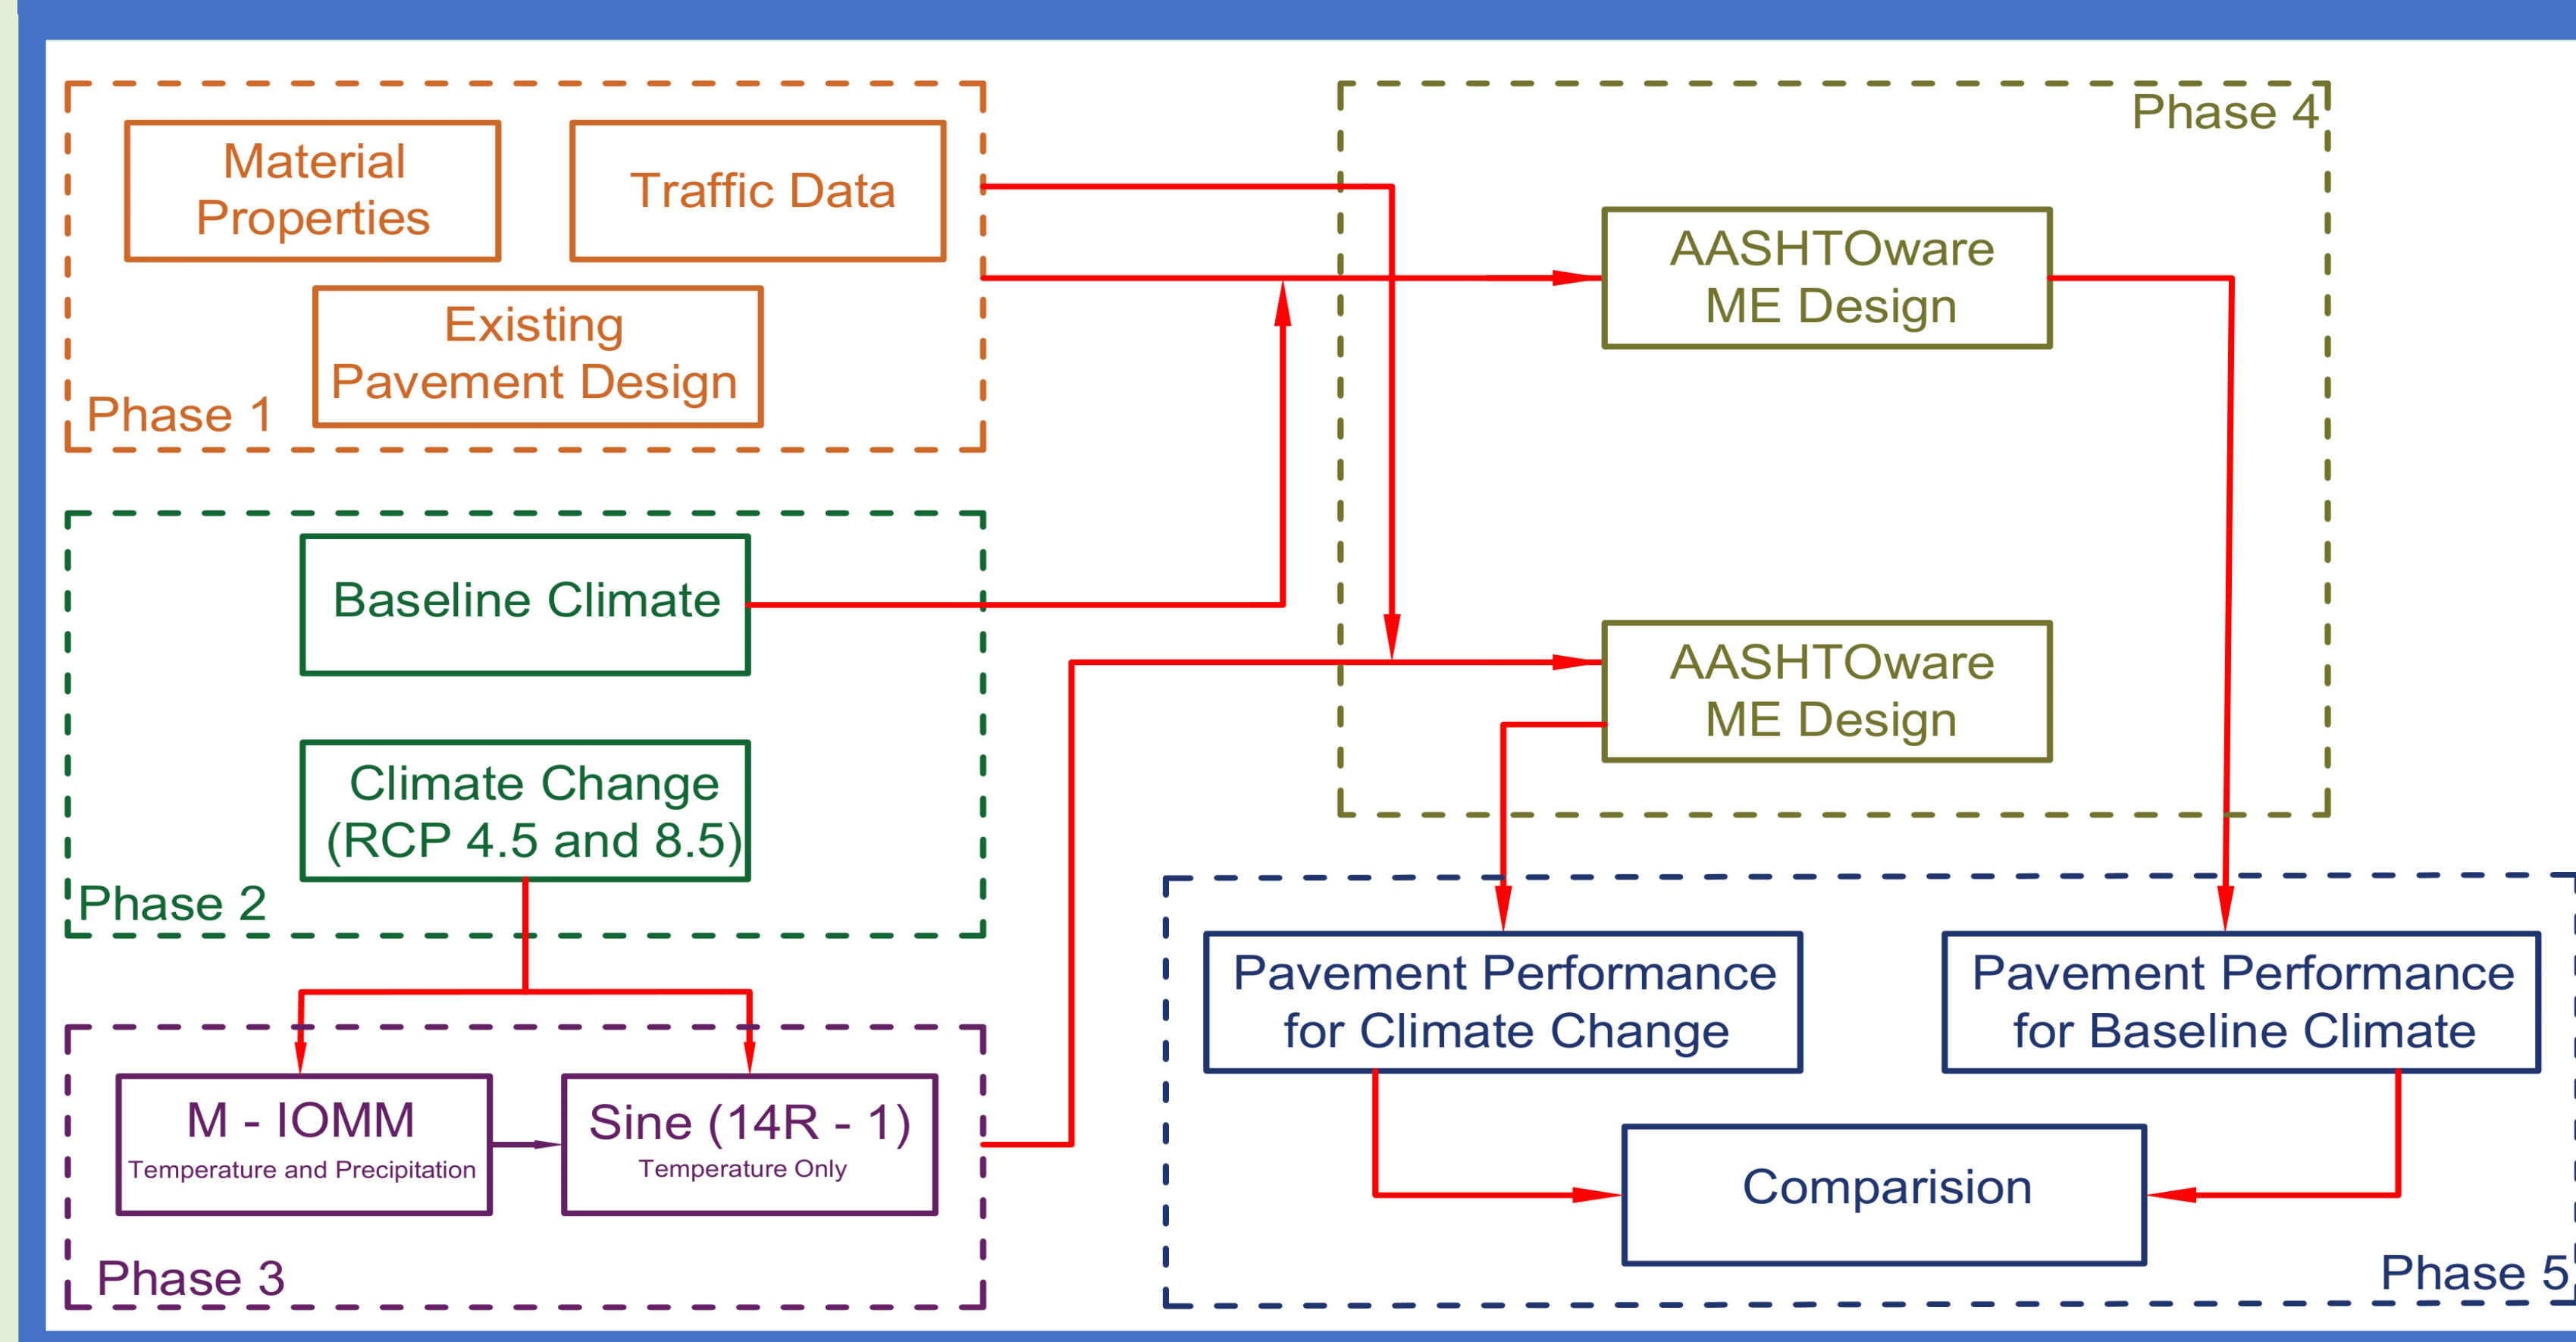 Material
Properties
Traffic Data
Existing
Pavement Design
Phase 1
Baseline Climate
Climate Change
(RCP 4.5 and 8.5)
Phase 2
M - IOMM
Temperature and Precipitation
Sine (14R - 1)
Temperature Only
Phase 3
Phase 4
AASHTOware
ME Design
AASHTOware
ME Design
Pavement Performance
for Climate Change
Pavement Performance
for Baseline Climate
Comparision
Phase 5